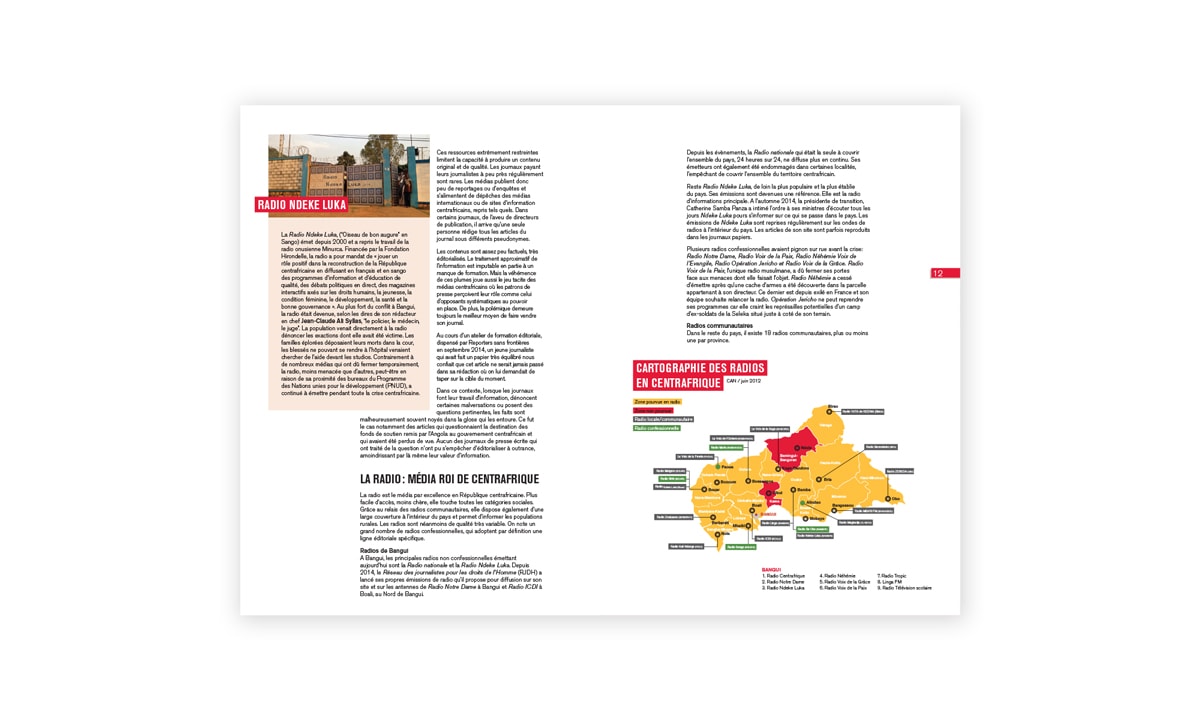 RADIO NDEKE LUKA
La Radio Ndeke Luka, ("Oiseau de bon augure" en
Sango) émet depuis 2000 et a repris le travail de la
radio onusienne Minurca. Financée par la Fondation
Hirondelle, la radio a pour mandat de « jouer un
rôle positif dans la reconstruction de la République
centrafricaine en diffusant en français et en sango
des programmes d'information et d'éducation de
qualité, des débats politiques en direct, des magazines
interactifs axés sur les droits humains, la jeunesse, la
condition féminine, le développement, la santé et la
bonne gouvernance ». Au plus fort du conflit à Bangui,
la radio était devenue, selon les dires de son rédacteur
en chef Jean-Claude Ali Syllas, "le policier, le médecin,
le juge". La population venait directement à la radio
dénoncer les exactions dont elle avait été victime. Les
familles éplorées déposaient leurs morts dans la cour,
les blessés ne pouvant se rendre à l'hôpital venaient
chercher de l'aide devant les studios. Contrairement à
de nombreux médias qui ont dû fermer temporairement,
la radio, moins menacée que d'autres, peut-être en
raison de sa proximité des bureaux du Programme
des Nations unies pour le développement (PNUD), a
continué à émettre pendant toute la crise centrafricaine.
Ces ressources extrêmement restreintes
limitent la capacité à produire un contenu
original et de qualité. Les journaux payant
leurs journalistes à peu près régulièrement
sont rares. Les médias publient donc
peu de reportages ou d'enquêtes et
s'alimentent de dépêches des médias
internationaux ou de sites d'information
centrafricains, repris tels quels. Dans
certains journaux, de l'aveu de directeurs
de publication, il arrive qu'une seule
personne rédige tous les articles du
journal sous différents pseudonymes.
Les contenus sont assez peu factuels, très
éditorialisés. Le traitement approximatif de
l'information est imputable en partie à un
manque de formation. Mais la véhémence
de ces plumes joue aussi le jeu tacite des
médias centrafricains où les patrons de
presse perçoivent leur rôle comme celui
d'opposants systématiques au pouvoir
en place. De plus, la polémique demeure
toujours le meilleur moyen de faire vendre
son journal.
Au cours d'un atelier de formation éditoriale,
dispensé par Reporters sans frontières
en septembre 2014, un jeune journaliste
qui avait fait un papier très équilibré nous
confiait que cet article ne serait jamais passé
dans sa rédaction où on lui demandait de
taper sur la cible du moment.
Dans ce contexte, lorsque les journaux
font leur travail d'information, dénoncent
certaines malversations ou posent des
questions pertinentes, les faits sont
malheureusement souvent noyés dans la glose qui les entoure. Ce fut
le cas notamment des articles qui questionnaient la destination des
fonds de soutien remis par l'Angola au gouvernement centrafricain et
qui avaient été perdus de vue. Aucun des journaux de presse écrite qui
ont traité de la question n'ont pu s'empêcher d'éditorialiser à outrance,
amoindrissant par là même leur valeur d'information.
LA RADIO : MÉDIA ROI DE CENTRAFRIQUE
La radio est le média par excellence en République centrafricaine. Plus
facile d'accès, moins chère, elle touche toutes les catégories sociales.
Grâce au relais des radios communautaires, elle dispose également d'une
large couverture à l'intérieur du pays et permet d'informer les populations
rurales. Les radios sont néanmoins de qualité très variable. On note un
grand nombre de radios confessionnelles, qui adoptent par définition une
ligne éditoriale spécifique.
Radios de Bangui
A Bangui, les principales radios non confessionnelles émettant
aujourd'hui sont la Radio nationale et la Radio Ndeke Luka. Depuis
2014, le Réseau des journalistes pour les droits de l'Homme (RJDH) a
lancé ses propres émissions de radio qu'il propose pour diffusion sur son
site et sur les antennes de Radio Notre Dame à Bangui et Radio ICDI à
Boali, au Nord de Bangui.
Depuis les évènements, la Radio nationale qui était la seule à couvrir
l'ensemble du pays, 24 heures sur 24, ne diffuse plus en continu. Ses
émetteurs ont également été endommagés dans certaines localités,
l'empêchant de couvrir l'ensemble du territoire centrafricain.
Reste Radio Ndeke Luka, de loin la plus populaire et la plus établie
du pays. Ses émissions sont devenues une référence. Elle est la radio
d'informations principale. A l'automne 2014, la présidente de transition,
Catherine Samba Panza a intimé l'ordre à ses ministres d'écouter tous les
jours Ndeke Luka pour s'informer sur ce qui se passe dans le pays. Les
émissions de Ndeke Luka sont reprises régulièrement sur les ondes de
radios à l'intérieur du pays. Les articles de son site sont parfois reproduits
dans les journaux papiers.
Plusieurs radios confessionnelles avaient pignon sur rue avant la crise:
Radio Notre Dame, Radio Voix de la Paix, Radio Néhémie Voix de
l'Evangile, Radio Opération Jericho et Radio Voix de la Grâce. Radio
Voix de la Paix, l'unique radio musulmane, a dû fermer ses portes
face aux menaces dont elle faisait l'objet. Radio Néhémie a cessé
d'émettre après qu'une cache d'armes a été découverte dans la parcelle
appartenant à son directeur. Ce dernier est depuis exilé en France et son
équipe souhaite relancer la radio. Opération Jericho ne peut reprendre
ses programmes car elle craint les représailles potentielles d'un camp
d'ex-soldats de la Seleka situé juste à coté de son terrain.
Radios communautaires
Dans le reste du pays, il existe 18 radios communautaires, plus ou moins
une par province.
12
CARTOGRAPHIE DES RADIOS
EN CENTRAFRIQUE
CAR / juin 2012
Zone pourvue en radio
Radio locale/communautaire
Radio confessionnelle
BANGUI
1. Radio Centrafrique
2. Radio Notre Dame
3. Radio Ndeke Luka
4. Radio Néhémie
5. Radio Voix de la Grâce
6. Radio Voix de la Paix
7. Radio Tropic
8. Linga FM
9. Radio Télévision scolaire